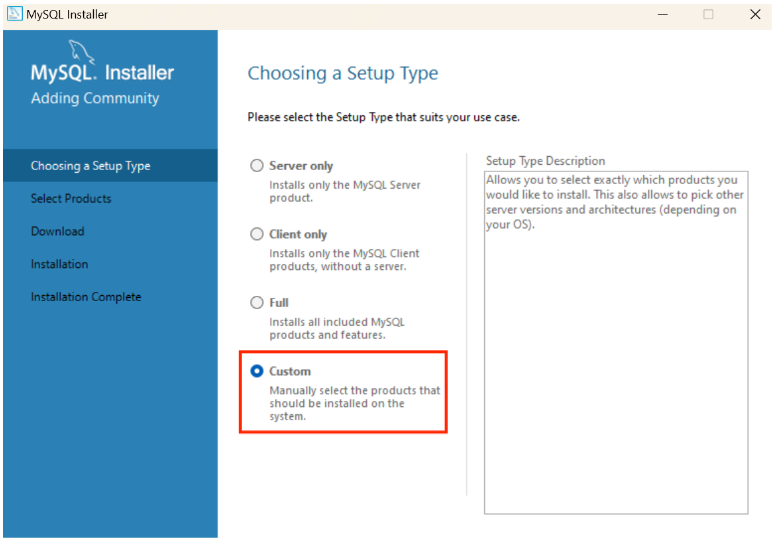 MySQL Installer
MySQL. Installer
Adding Community
Choosing a Setup Type
Select Products
Download
Installation
Installation Complete
Choosing a Setup Type
Please select the Setup Type that suits your use case.
Server only
Installs only the MySQL Server
product.
Client only
Installs only the MySQL Client
products, without a server.
Full
Installs all included MySQL
products and features.
Custom
Manually select the products that
should be installed on the
system.
Setup Type Description
Allows you to select exactly which products you
would like to install. This also allows to pick other
server versions and architectures (depending on
your OS).